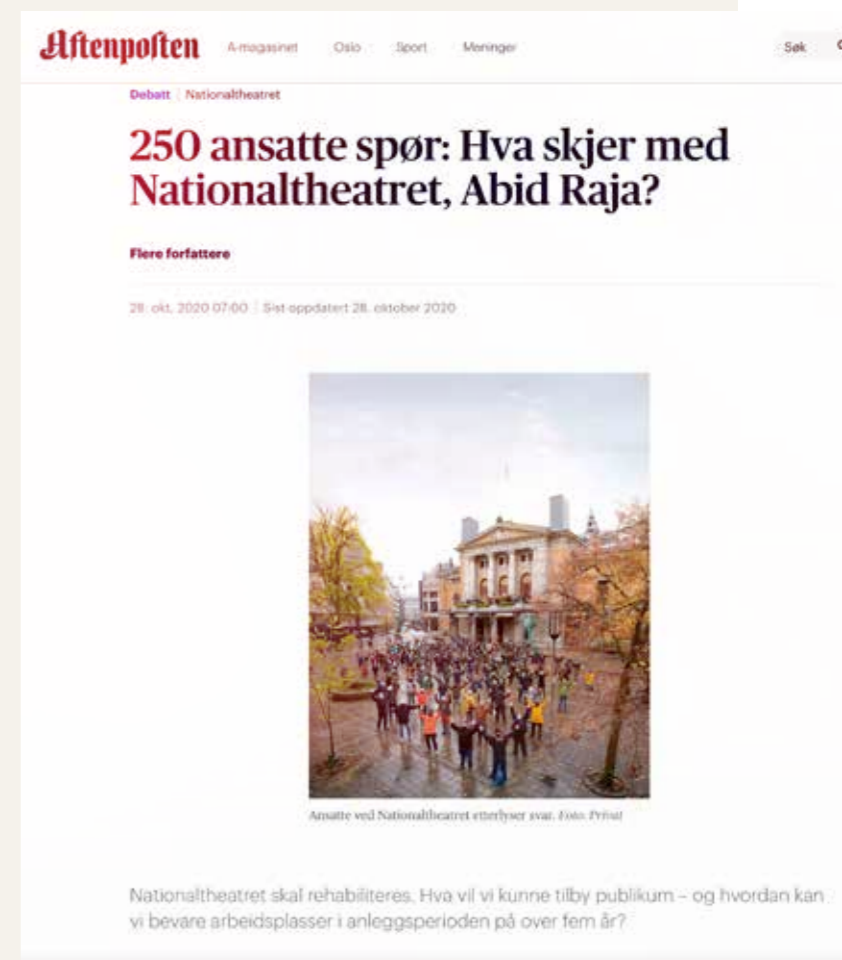 Aftenposten A-magasinet Oslo Sport Meninger Søk
Debatt | Nationaltheatret
250 ansatte spør: Hva skjer med
Nationaltheatret, Abid Raja?
Flere forfattere
28. okt. 2020 07:00 | Sist oppdatert 28. oktober 2020
Ansatte ved Nationaltheatret etterlyser svar. Foto: Privat
Nationaltheatret skal rehabiliteres. Hva vil vi kunne tilby publikum – og hvordan kan
vi bevare arbeidsplasser i anleggsperioden på over fem år?